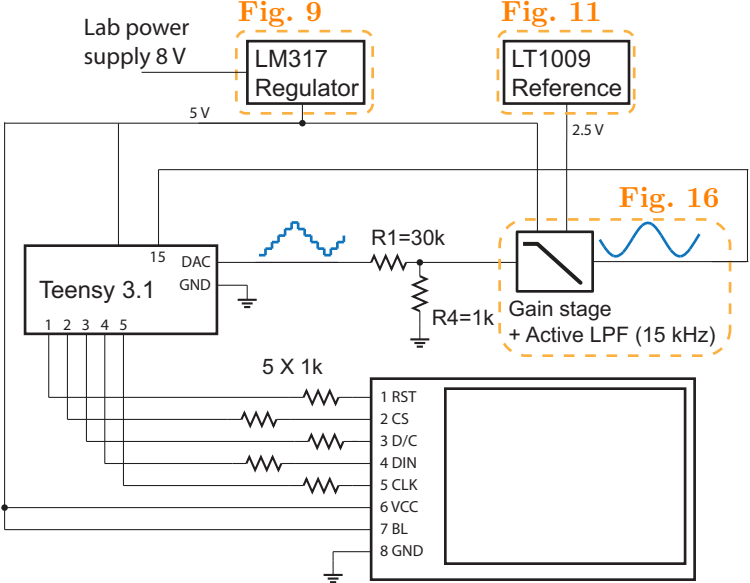 Fig. 9
Fig. 11
Lab power
supply 8 V
LM317
Regulator
LT1009
Reference
5 V
2.5 V
Fig. 16
15
DAC
GND
Teensy 3.1
1 2 3 4 5
R1=30k
R4=1k
Gain stage
+ Active LPF (15 kHz)
5 X 1k
1 RST
2 CS
3 D/C
4 DIN
5 CLK
6 VCC
7 BL
8 GND